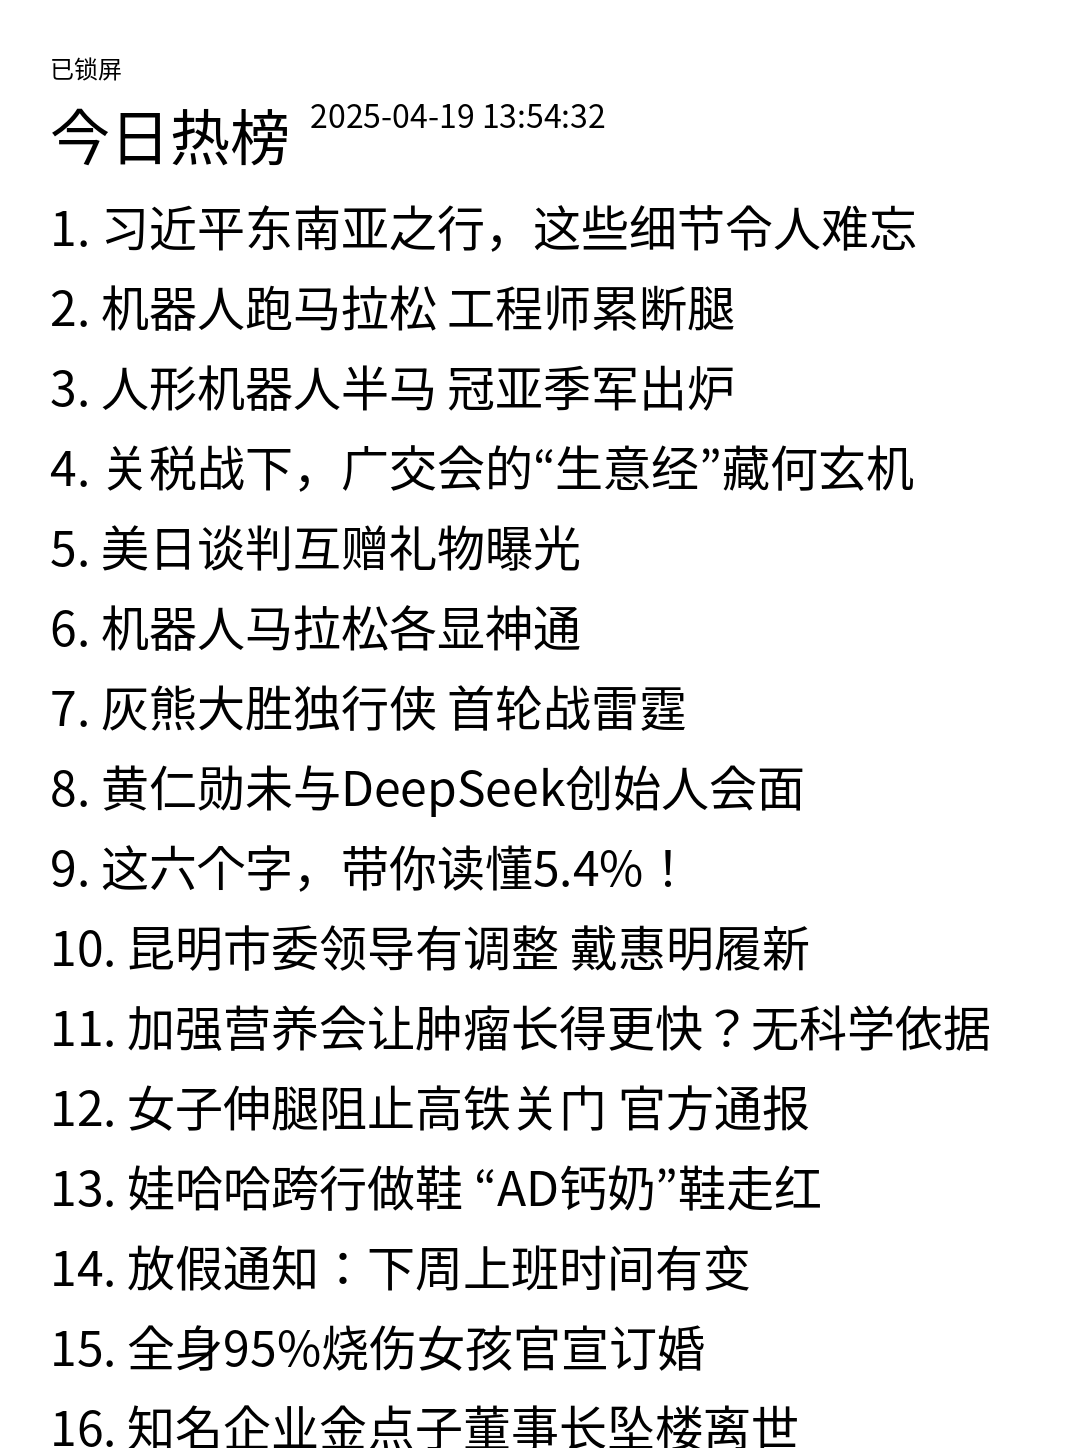 已锁屏
今日热榜 2025-04-19 13:54:32
1. 习近平东南亚之行，这些细节令人难忘
2. 机器人跑马拉松 工程师累断腿
3. 人形机器人半马 冠亚季军出炉
4. 关税战下，广交会的“生意经”藏何玄机
5. 美日谈判互赠礼物曝光
6. 机器人马拉松各显神通
7. 灰熊大胜独行侠 首轮战雷霆
8. 黄仁勋未与DeepSeek创始人会面
9. 这六个字，带你读懂5.4%！
10. 昆明市委领导有调整 戴惠明履新
11. 加强营养会让肿瘤长得更快？无科学依据
12. 女子伸腿阻止高铁关门 官方通报
13. 娃哈哈跨行做鞋 “AD钙奶”鞋走红
14. 放假通知：下周上班时间有变
15. 全身95%烧伤女孩官宣订婚
16. 知名企业金点子董事长坠楼离世